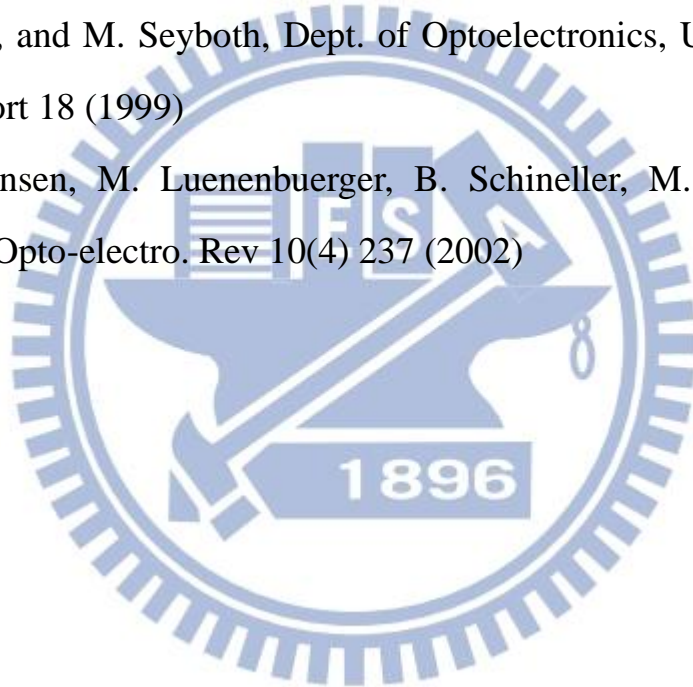 , and M. Seyboth, Dept. of Optoelectronics, U
ort 18 (1999)
nsen, M. Luenenbuerger, B. Schineller, M.
Opto-electro. Rev 10(4) 237 (2002)
E S A
1896